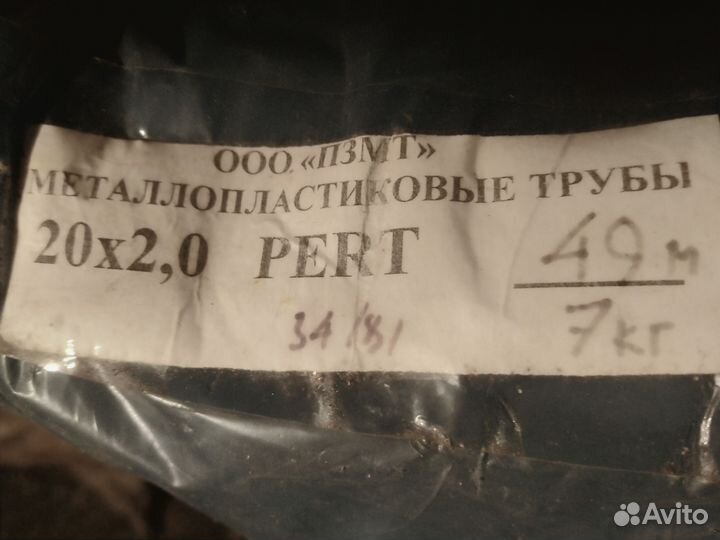 ООО «ПЗМТ»
МЕТАЛЛОПЛАСТИКОВЫЕ ТРУБЫ
20х2,0 PERT 49 м
34/81 7 кг
Avito